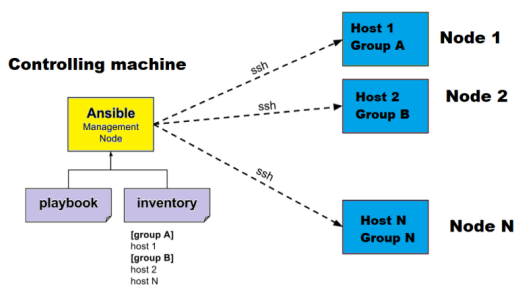 Controlling machine
Ansible
Management
Node
playbook
inventory
[group A]
host 1
[group B]
host 2
host N
ssh
ssh
ssh
Host 1
Group A
Node 1
Host 2
Group B
Node 2
Host N
Group N
Node N